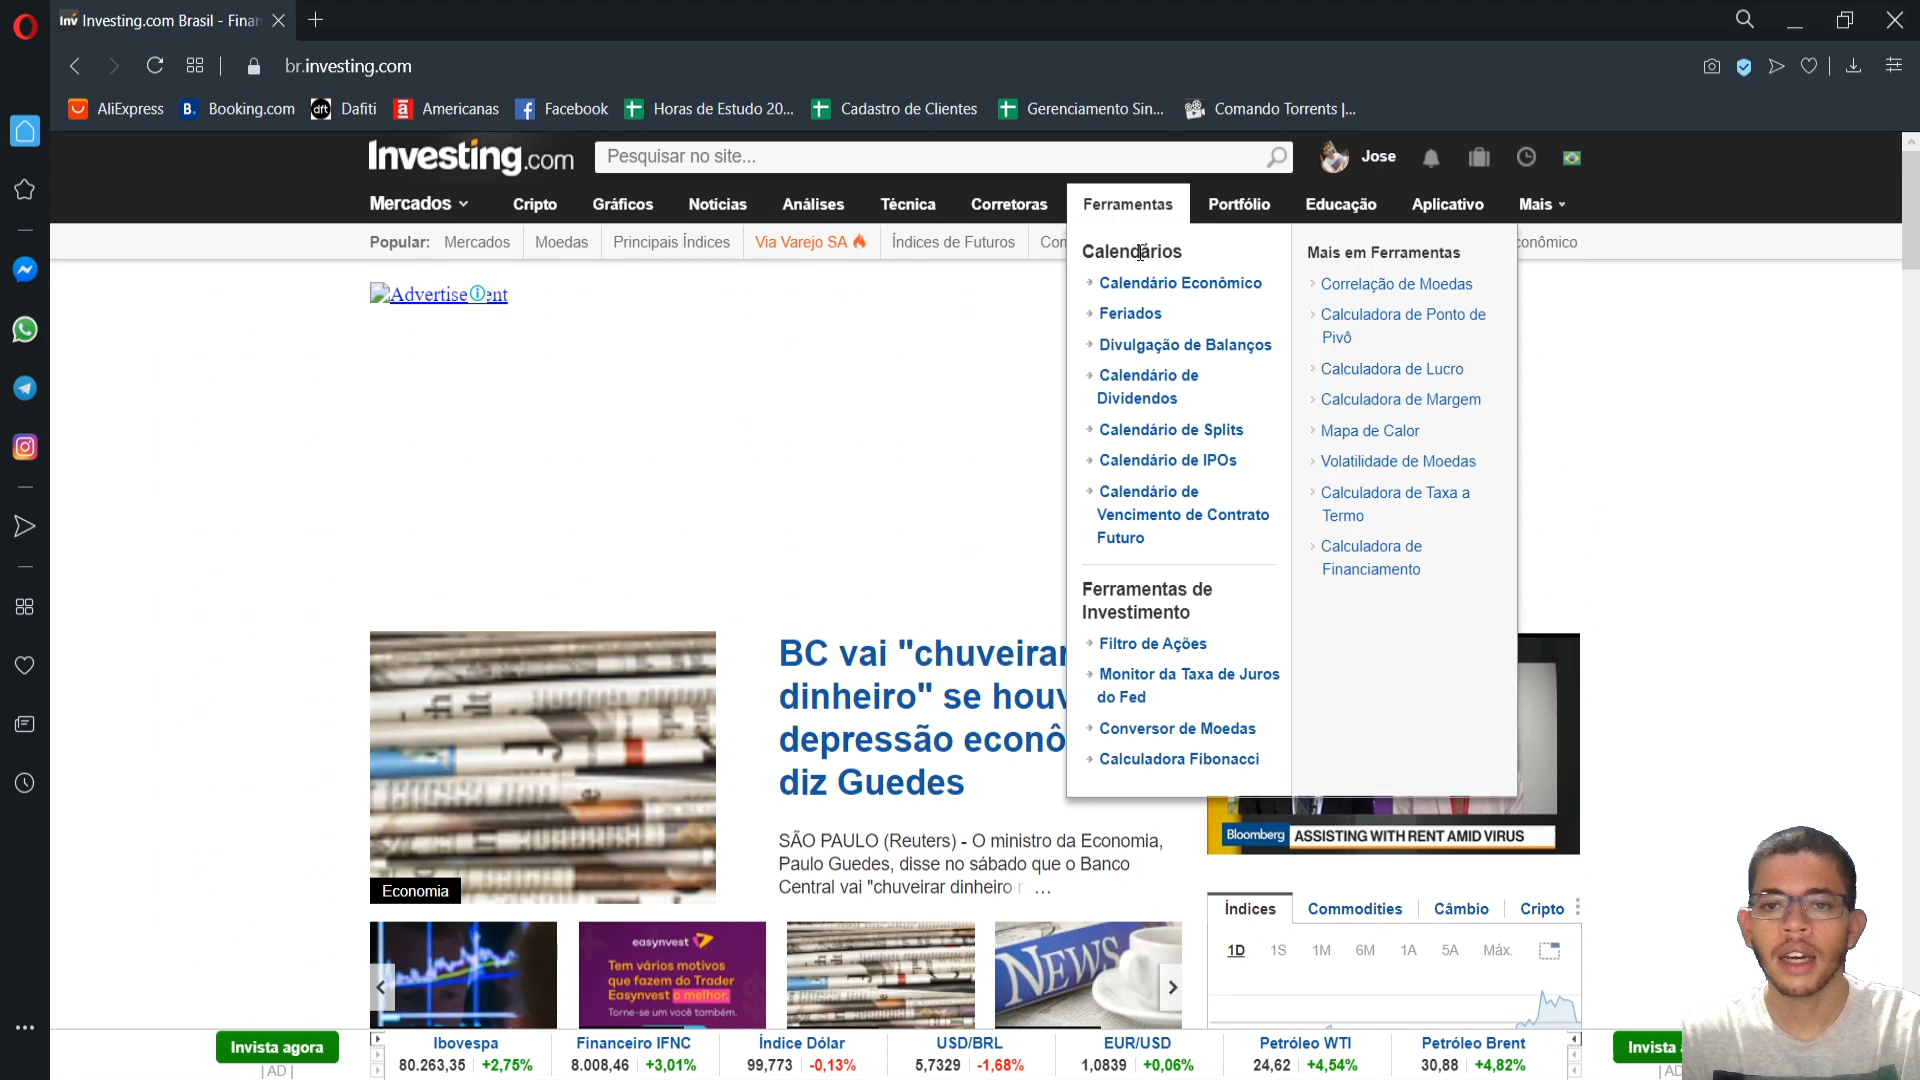 Investing.com Brasil - Finan
br.investing.com
AliExpress
Booking.com
Dafiti
Americanas
Facebook
Horas de Estudo 20...
Cadastro de Clientes
Gerenciamento Sin...
Comando Torrents |...
Investing.com
Pesquisar no site...
Jose
Mercados
Cripto
Gráficos
Notícias
Análises
Técnica
Corretoras
Ferramentas
Portfólio
Educação
Aplicativo
Mais
Popular:
Mercados
Moedas
Principais Índices
Via Varejo SA
Índices de Futuros
Con
conômico
Advertise ent
Calendários
Calendário Econômico
Feriados
Divulgação de Balanços
Calendário de
Dividendos
Calendário de Splits
Calendário de IPOs
Calendário de
Vencimento de Contrato
Futuro
Ferramentas de
Investimento
Filtro de Ações
Monitor da Taxa de Juros
do Fed
Conversor de Moedas
Calculadora Fibonacci
Mais em Ferramentas
Correlação de Moedas
Calculadora de Ponto de
Pivô
Calculadora de Lucro
Calculadora de Margem
Mapa de Calor
Volatilidade de Moedas
Calculadora de Taxa a
Termo
Calculadora de
Financiamento
Economia
BC vai "chuveirar
dinheiro" se houv
depressão econô
diz Guedes
SÃO PAULO (Reuters) - O ministro da Economia,
Paulo Guedes, disse no sábado que o Banco
Central vai "chuveirar dinheiro n ...
Bloomberg ASSISTING WITH RENT AMID VIRUS
easynvest
Tem vários motivos
que fazem do Trader
Easynvest o melhor.
Torne-se um você também.
NEWS
Índices
Commodities
Câmbio
Cripto
1D 1S 1M 6M 1A 5A Máx.
Invista agora
| AD |
Ibovespa
80.263,35 +2,75%
Financeiro IFNC
8.008,46 +3,01%
Índice Dólar
99,773 -0,13%
USD/BRL
5,7329 -1,68%
EUR/USD
1,0839 +0,06%
Petróleo WTI
24,62 +4,54%
Petróleo Brent
30,88 +4,82%
Invista a
| AD